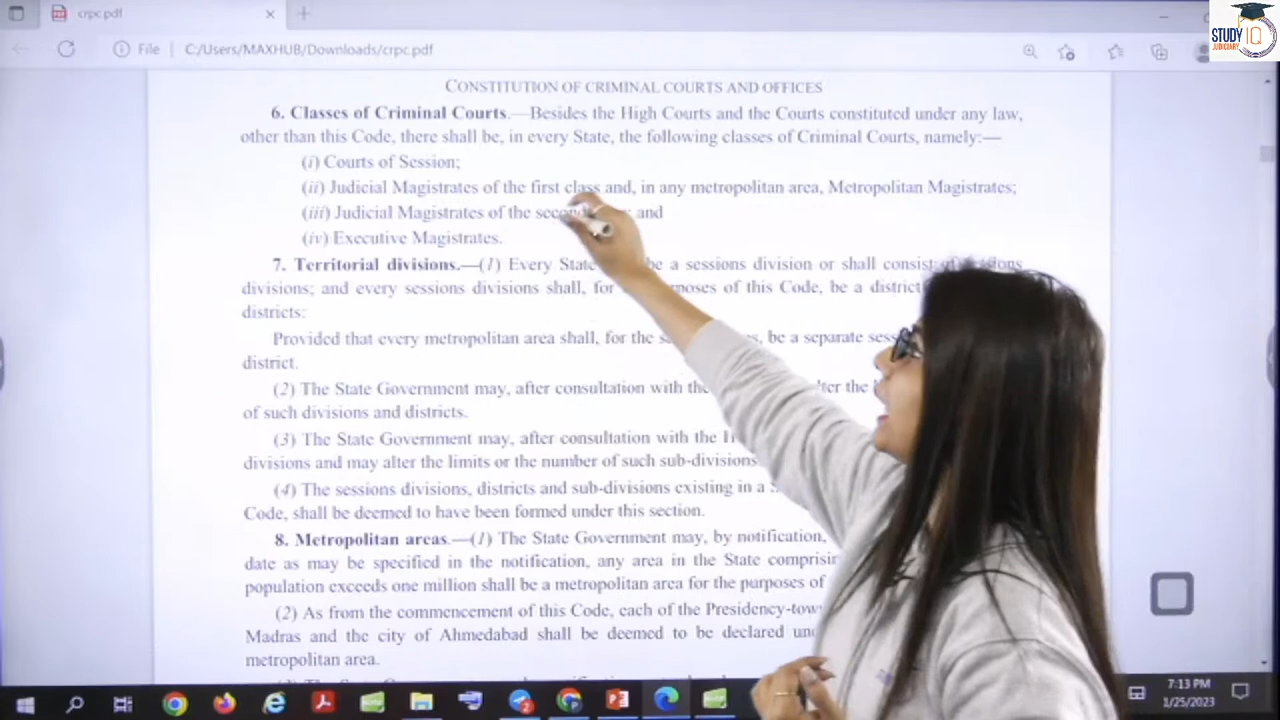 crpc.pdf
STUDY IQ
JUDICIARY
File C:/Users/MAXHUB/Downloads/crpc.pdf
CONSTITUTION OF CRIMINAL COURTS AND OFFICES
6. Classes of Criminal Courts.—Besides the High Courts and the Courts constituted under any law,
other than this Code, there shall be, in every State, the following classes of Criminal Courts, namely:—
(i) Courts of Session;
(ii) Judicial Magistrates of the first class and, in any metropolitan area, Metropolitan Magistrates;
(iii) Judicial Magistrates of the and
(iv) Executive Magistrates.
7. Territorial divisions.—(1) Every State be a sessions division or shall consist
divisions; and every sessions divisions shall, for of this Code, be a district
districts:
Provided that every metropolitan area shall, for the be a separate
district.
(2) The State Government may, after consultation with the the
of such divisions and districts.
(3) The State Government may, after consultation with the
divisions and may alter the limits or the number of such sub-divisions
(4) The sessions divisions, districts and sub-divisions existing in a
Code, shall be deemed to have been formed under this section.
8. Metropolitan areas.—(1) The State Government may, by notification,
date as may be specified in the notification, any area in the State
population exceeds one million shall be a metropolitan area for the purposes of
(2) As from the commencement of this Code, each of the
Madras and the city of Ahmedabad shall be deemed to be declared
metropolitan area.
7:13 PM
1/25/2023